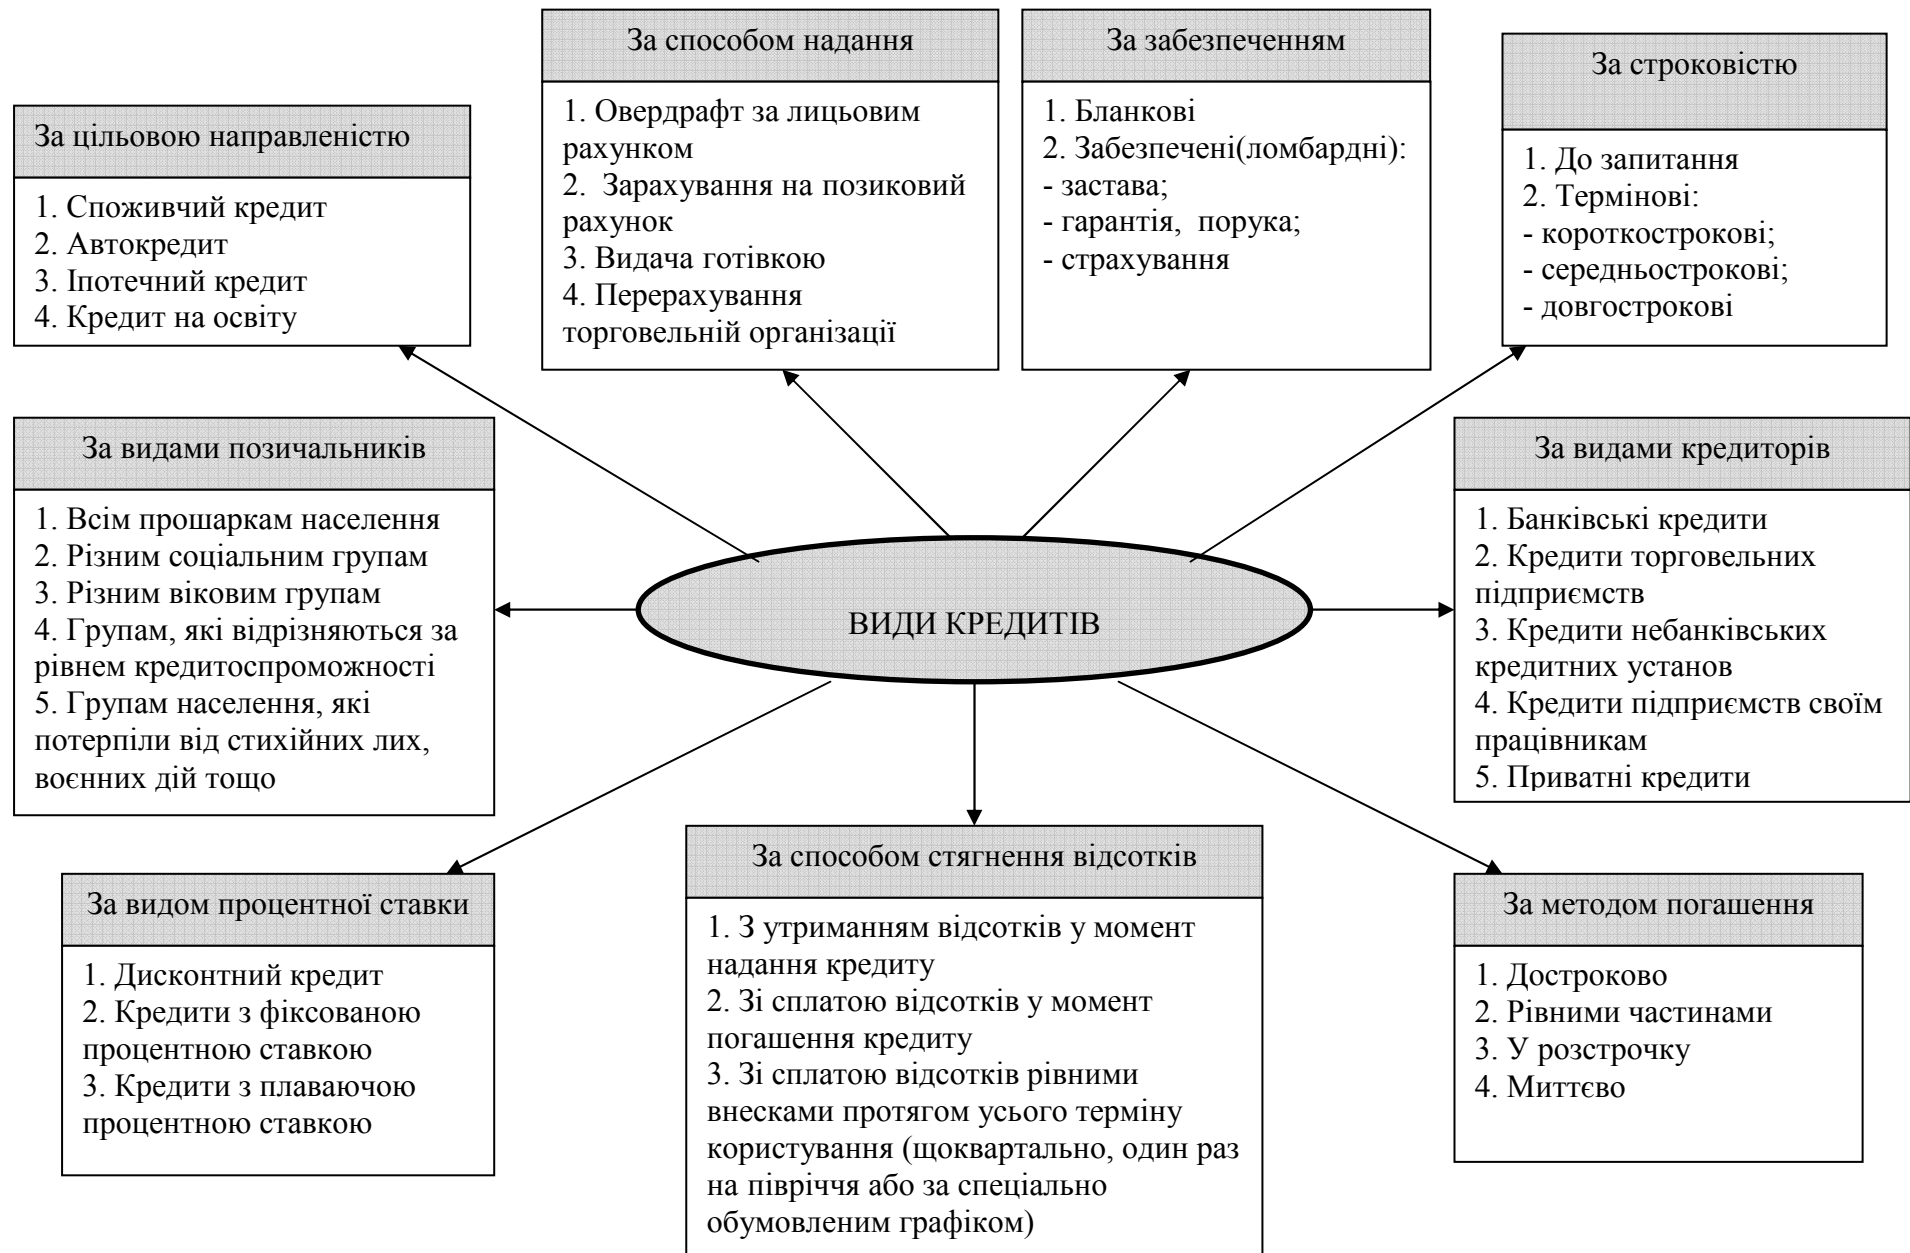 За способом надання
1. Овердрафт за лицьовим
рахунком
2. Зарахування на позиковий
рахунок
3. Видача готівкою
4. Перерахування
торговельній організації
За забезпеченням
1. Бланкові
2. Забезпечені(ломбардні):
- застава;
- гарантія, порука;
- страхування
За строковістю
1. До запитання
2. Термінові:
- короткострокові;
- середньострокові;
- довгострокові
За цільовою направленістю
1. Споживчий кредит
2. Автокредит
3. Іпотечний кредит
4. Кредит на освіту
За видами позичальників
1. Всім прошаркам населення
2. Різним соціальним групам
3. Різним віковим групам
4. Групам, які відрізняються за
рівнем кредитоспроможності
5. Групам населення, які
потерпіли від стихійних лих,
воєнних дій тощо
ВИДИ КРЕДИТІВ
За видами кредиторів
1. Банківські кредити
2. Кредити торговельних
підприємств
3. Кредити небанківських
кредитних установ
4. Кредити підприємств своїм
працівникам
5. Приватні кредити
За видом процентної ставки
1. Дисконтний кредит
2. Кредити з фіксованою
процентною ставкою
3. Кредити з плаваючою
процентною ставкою
За способом стягнення відсотків
1. З утриманням відсотків у момент
надання кредиту
2. Зі сплатою відсотків у момент
погашення кредиту
3. Зі сплатою відсотків рівними
внесками протягом усього терміну
користування (щоквартально, один раз
на півріччя або за спеціально
обумовленим графіком)
За методом погашення
1. Достроково
2. Рівними частинами
3. У розстрочку
4. Миттєво